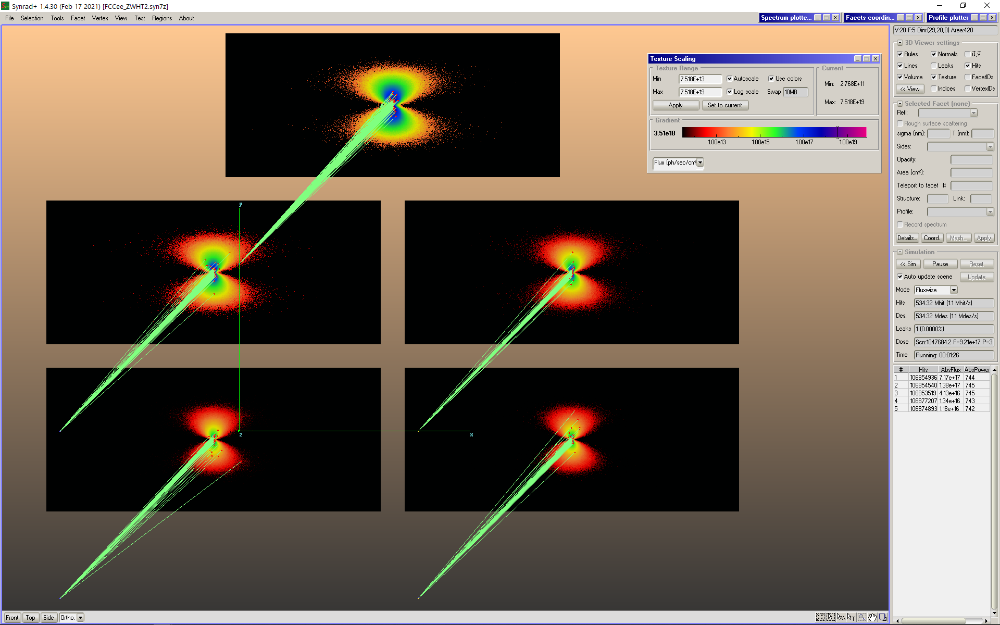 Synrad+ 1.4.30 (Feb 17 2021) [FCCee_ZWHT2.syn7z]
File Selection Tools Facet Vertex View Test Regions About
Spectrum plotte... Facets coordin... Profile plotter
V:20 F:5 Dim:(29,20,0) Area:420
3D Viewer settings
Rules Normals u,v
Lines Leaks Hits
Volume Texture FacetIDs
<< View Indices VertexIDs
Selected Facet (none)
Refl:
Rough surface scattering
sigma (nm): T (nm):
Sides:
Opacity:
Area (cm²):
Teleport to facet #
Structure: Link:
Profile:
Record spectrum
Details... Coord. Mesh... Apply
Simulation
<< Sim Pause Reset
Auto update scene Update
Mode Fluxwise
Hits 534.32 Mhit (1.1 Mhit/s)
Des. 534.32 Mdes (1.1 Mdes/s)
Leaks 1 (0.0000%)
Dose Scn:1047684.2 F=9.21e+17 P=3.
Time Running: 00:01:26
# Hits AbsFlux AbsPower
1 106854936 7.17e+17 744
2 106854540 1.38e+17 745
3 106853519 4.13e+16 745
4 106877207 1.34e+16 743
5 106874893 1.18e+16 742
Texture Scaling
Texture Range Current
Min 7.518E+13 Autoscale Use colors Min: 2.768E+11
Max 7.518E+19 Log scale Swap 10MB Max: 7.518E+19
Apply Set to current
Gradient
3.51e18
1.00e13 1.00e15 1.00e17 1.00e19
Flux (ph/sec/cm²
y
z x
Front Top Side Ortho.